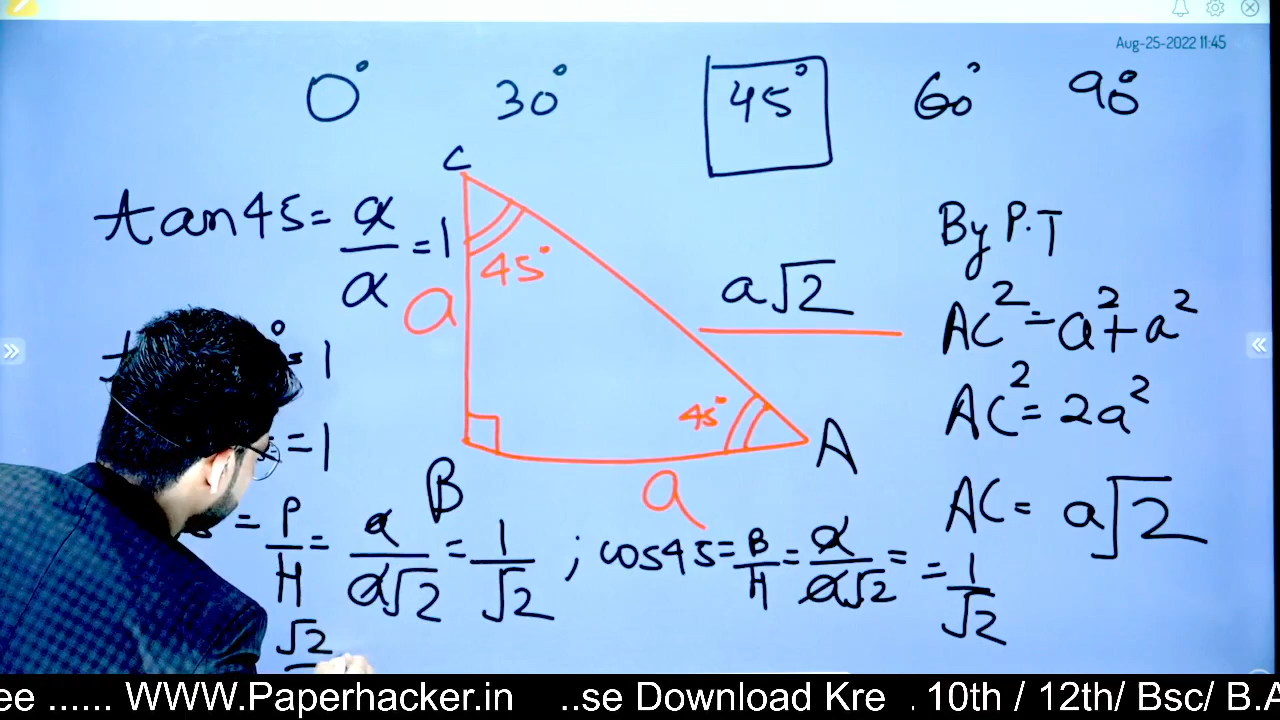 Aug-25-2022 11:45
0° 30° 45° 60° 90°
C
tan45 = a/a = 1
45°
a
a√2
By P.T
AC² = a² + a²
° = 1
45°
AC² = 2a²
= 1
A
B
a
AC = a√2
= P/H = a/a√2 = 1/√2 ; cos45 = B/H = a/a√2 = = 1/√2
√2
ee ...... WWW.Paperhacker.in ..se Download Kre . 10th / 12th/ Bsc/ B.A